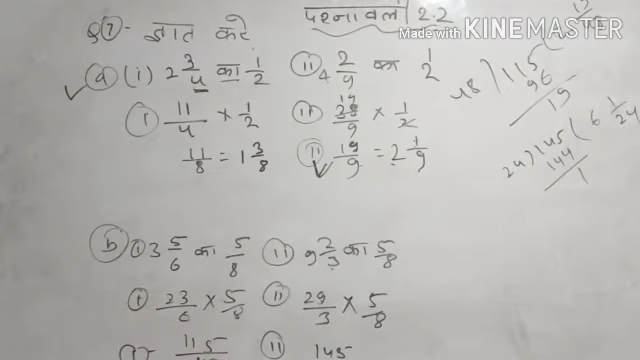 प्रश्नावली 2.2
Made with KINEMASTER
Q7- ज्ञात करे
(a) (i) 2 3/4 का 1/2 (ii) 4 2/9 का 1/2
(i) 11/4 × 1/2 (ii) 38/9 × 1/2
19
11/8 = 1 3/8 (ii) 19/9 = 2 1/9
48) 115 (
96
19
24) 145 ( 6 1/24
144
1
(b) (i) 3 5/6 का 5/8 (ii) 9 2/3 का 5/8
(i) 23/6 × 5/8 (ii) 29/3 × 5/8
115 (ii) 145